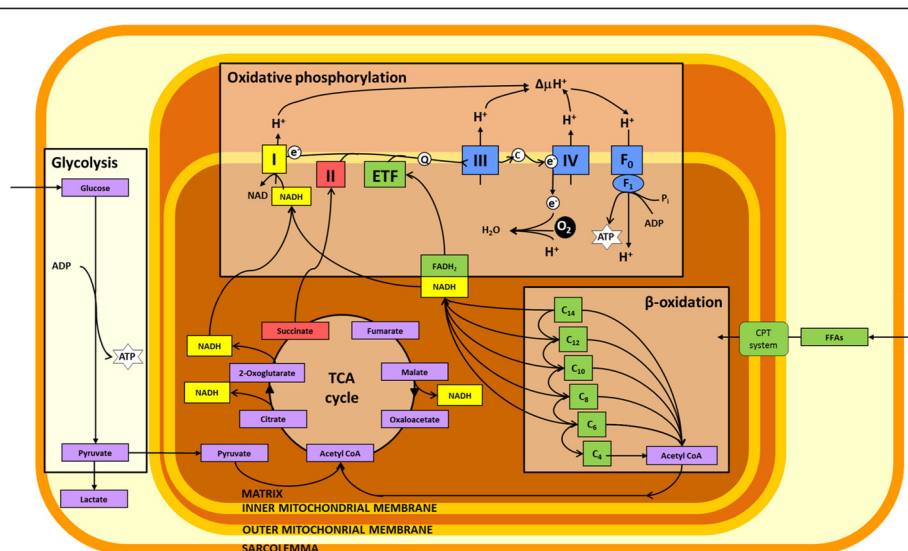 Oxidative phosphorylation
ΔμH⁺
H⁺
H⁺
H⁺
H⁺
Glycolysis
Glucose
ADP
ATP
Pyruvate
Lactate
I
e⁻
II
ETF
Q
III
C
e⁻
IV
F₀
F₁
NAD
NADH
e⁻
Pᵢ
ADP
ATP
H₂O
O₂
H⁺
H⁺
FADH₂
NADH
β-oxidation
C₁₄
C₁₂
C₁₀
C₈
C₆
C₄
Acetyl CoA
CPT
system
FFAs
Succinate
Fumarate
NADH
2-Oxoglutarate
TCA
cycle
Malate
NADH
NADH
Citrate
Oxaloacetate
Pyruvate
Acetyl CoA
MATRIX
INNER MITOCHONDRIAL MEMBRANE
OUTER MITOCHONRIAL MEMBRANE
SARCOLEMMA